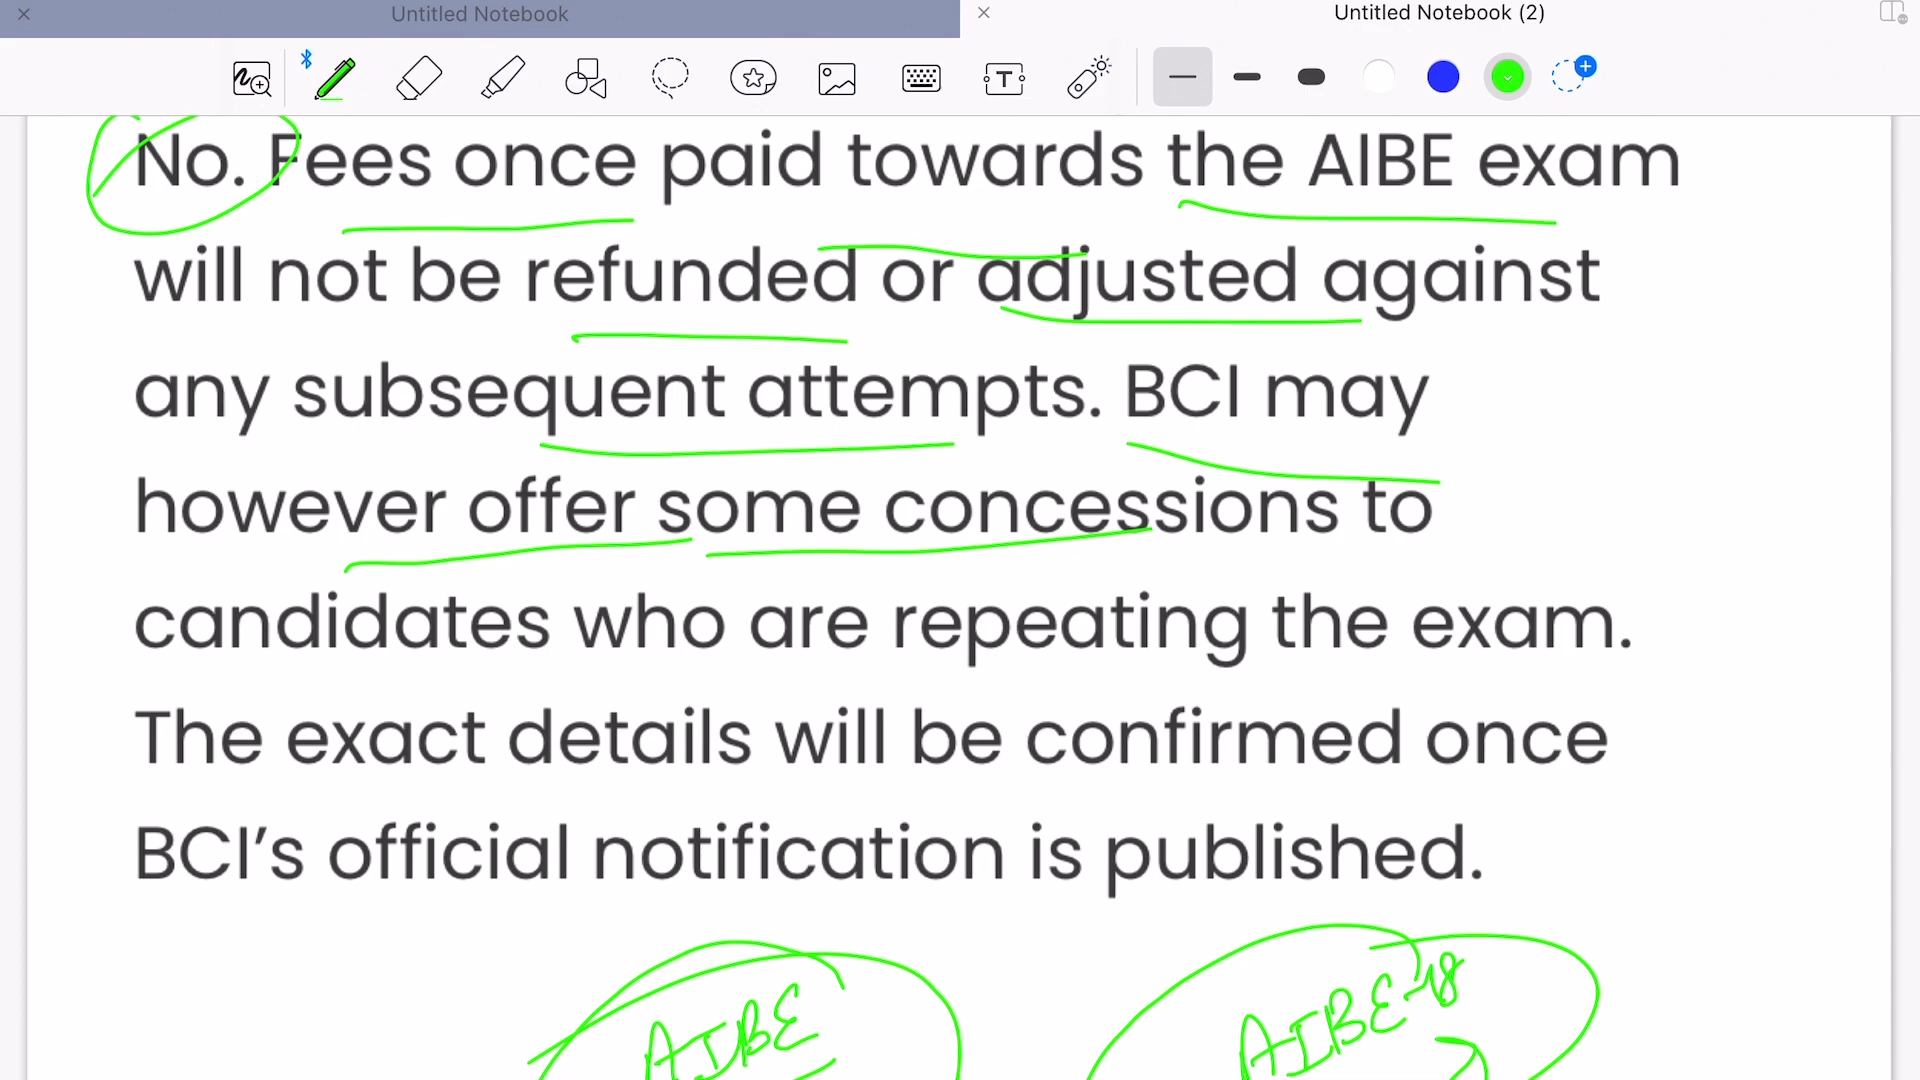 Untitled Notebook
Untitled Notebook (2)
T
No. Fees once paid towards the AIBE exam
will not be refunded or adjusted against
any subsequent attempts. BCI may
however offer some concessions to
candidates who are repeating the exam.
The exact details will be confirmed once
BCI’s official notification is published.
AIBE
AIBE-18